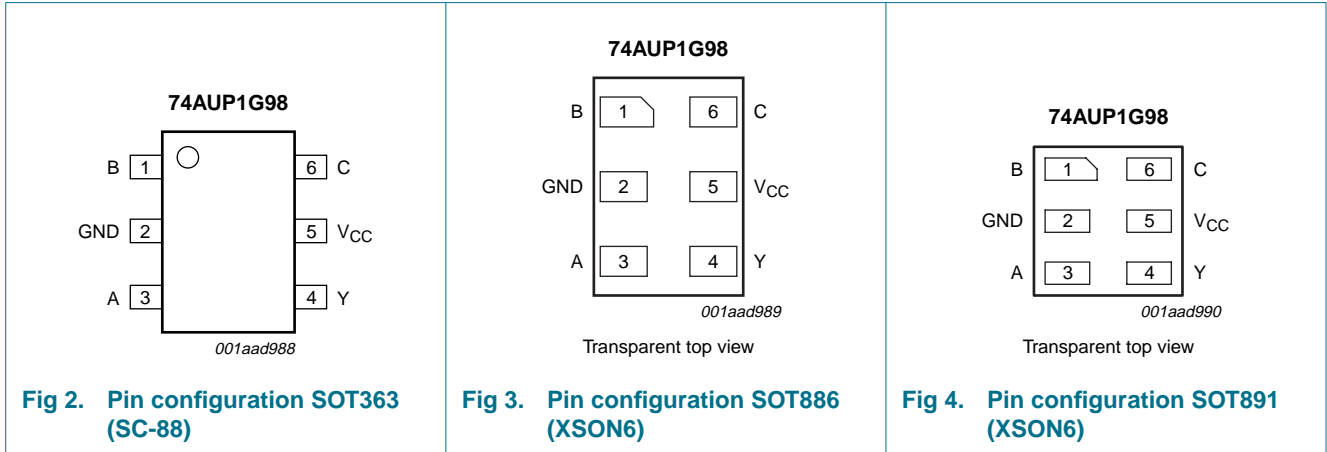 74AUP1G98
B 1 6 C
GND 2 5 VCC
A 3 4 Y
001aad988
Fig 2. Pin configuration SOT363
(SC-88)
74AUP1G98
B 1 6 C
GND 2 5 VCC
A 3 4 Y
001aad989
Transparent top view
Fig 3. Pin configuration SOT886
(XSON6)
74AUP1G98
B 1 6 C
GND 2 5 VCC
A 3 4 Y
001aad990
Transparent top view
Fig 4. Pin configuration SOT891
(XSON6)